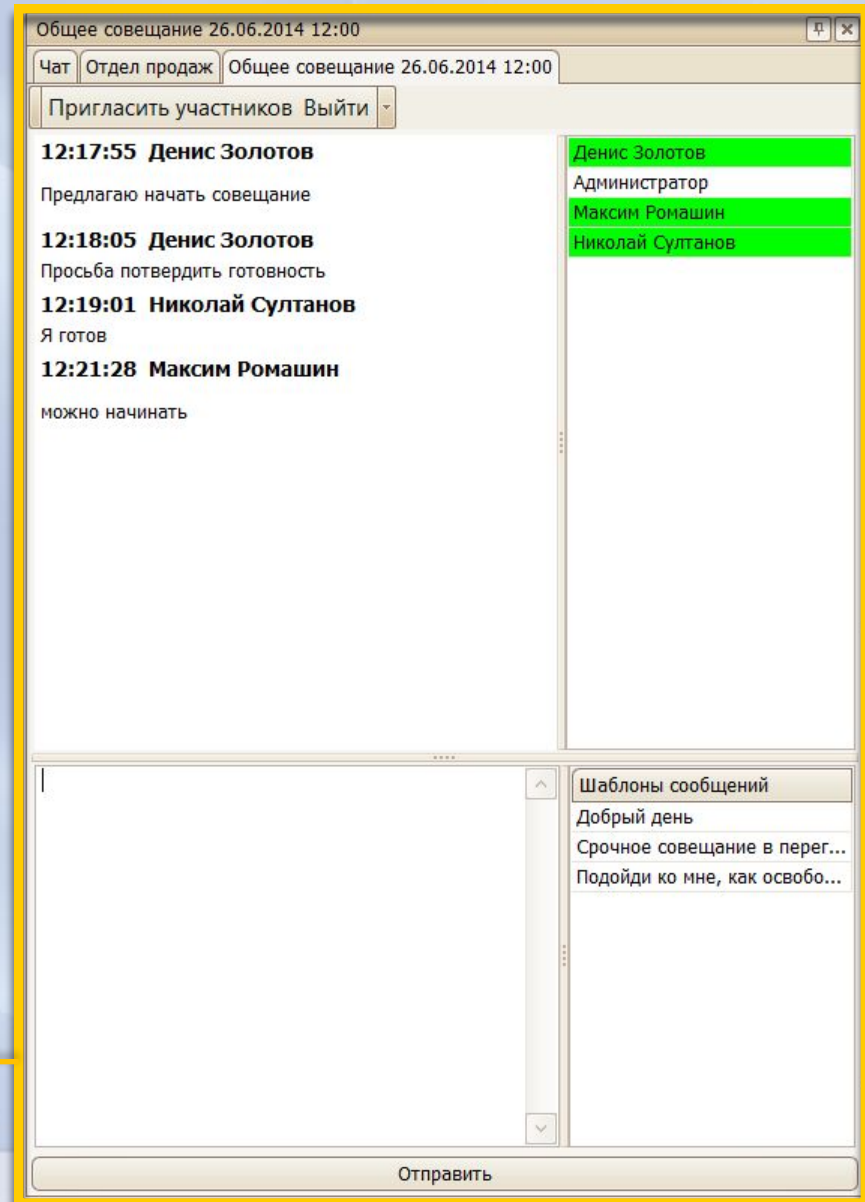 Общее совещание 26.06.2014 12:00
Чат Отдел продаж Общее совещание 26.06.2014 12:00
Пригласить участников Выйти
12:17:55 Денис Золотов
Предлагаю начать совещание
12:18:05 Денис Золотов
Просьба потвердить готовность
12:19:01 Николай Султанов
Я готов
12:21:28 Максим Ромашин
можно начинать
Денис Золотов
Администратор
Максим Ромашин
Николай Султанов
Шаблоны сообщений
Добрый день
Срочное совещание в перег...
Подойди ко мне, как освобо...
Отправить